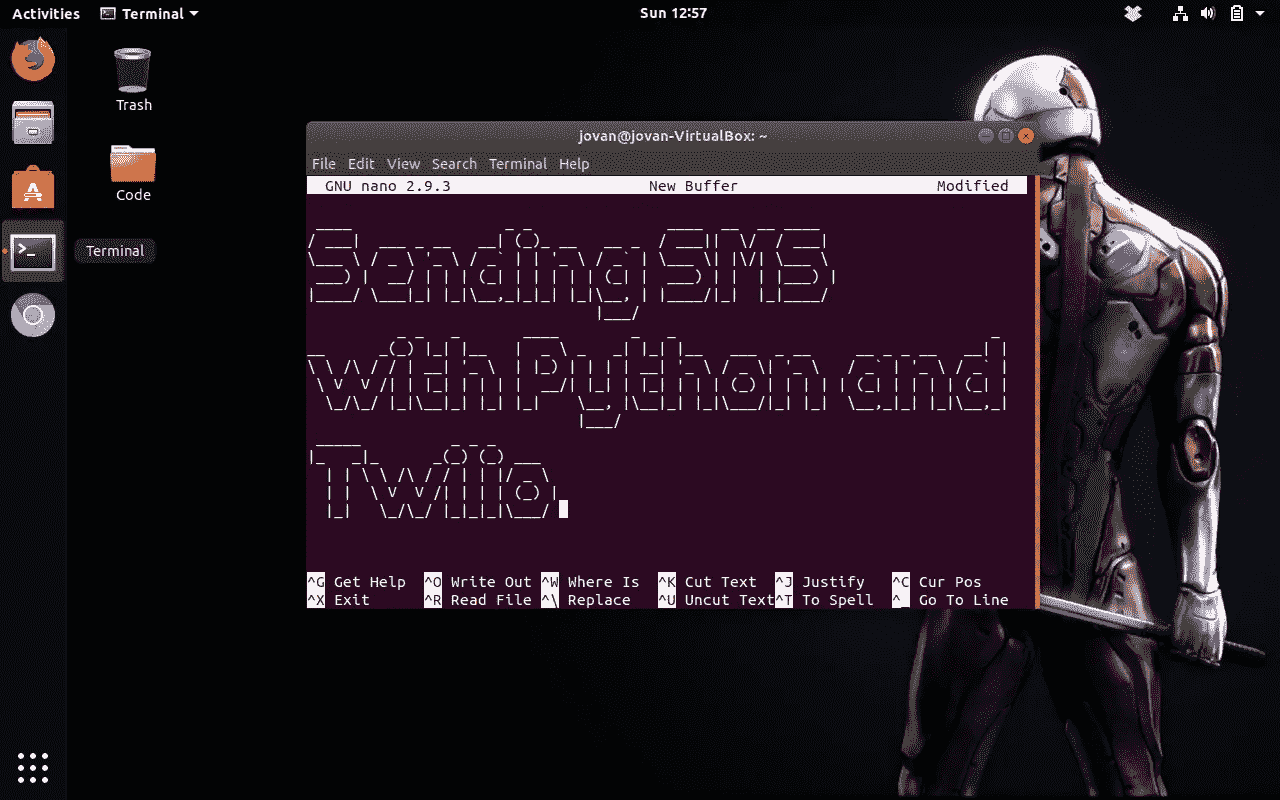 Activities Terminal Sun 12:57
Trash
Code
Terminal
jovan@jovan-VirtualBox: ~
File Edit View Search Terminal Help
GNU nano 2.9.3 New Buffer Modified
Sending SMS
with Python and
Twilio
^G Get Help ^O Write Out ^W Where Is ^K Cut Text ^J Justify ^C Cur Pos
^X Exit ^R Read File ^\ Replace ^U Uncut Text ^T To Spell ^_ Go To Line